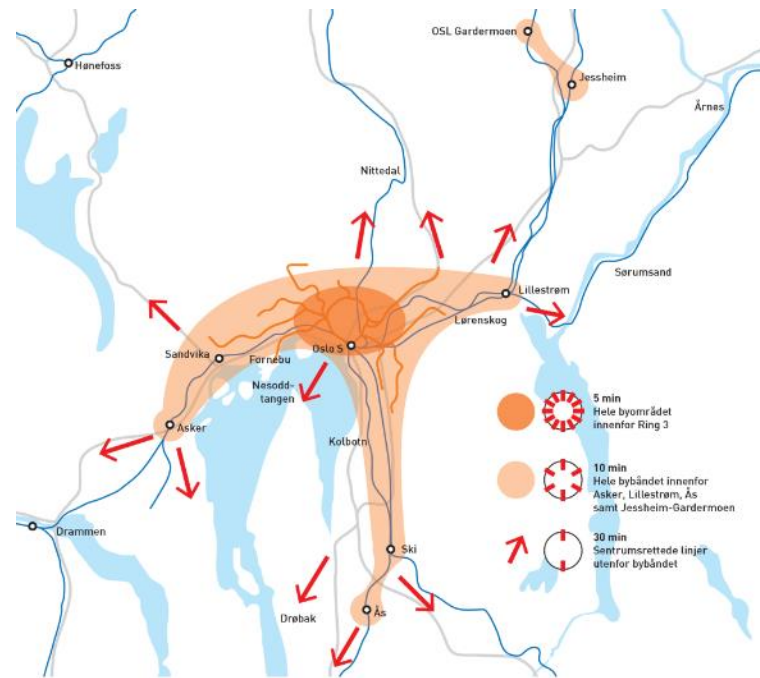 OSL Gardermoen
Hønefoss
Jessheim
Årnes
Nittedal
Sørumsand
Lillestrøm
Lørenskog
Sandvika
Fornebu
Oslo S
Nesodd-
tangen
Asker
Kolbotn
5 min
Hele byområdet
innenfor Ring 3
10 min
Hele bybåndet innenfor
Asker, Lillestrøm, Ås
samt Jessheim-Gardermoen
30 min
Sentrumsrettede linjer
utenfor bybåndet
Drammen
Ski
Drøbak
Ås